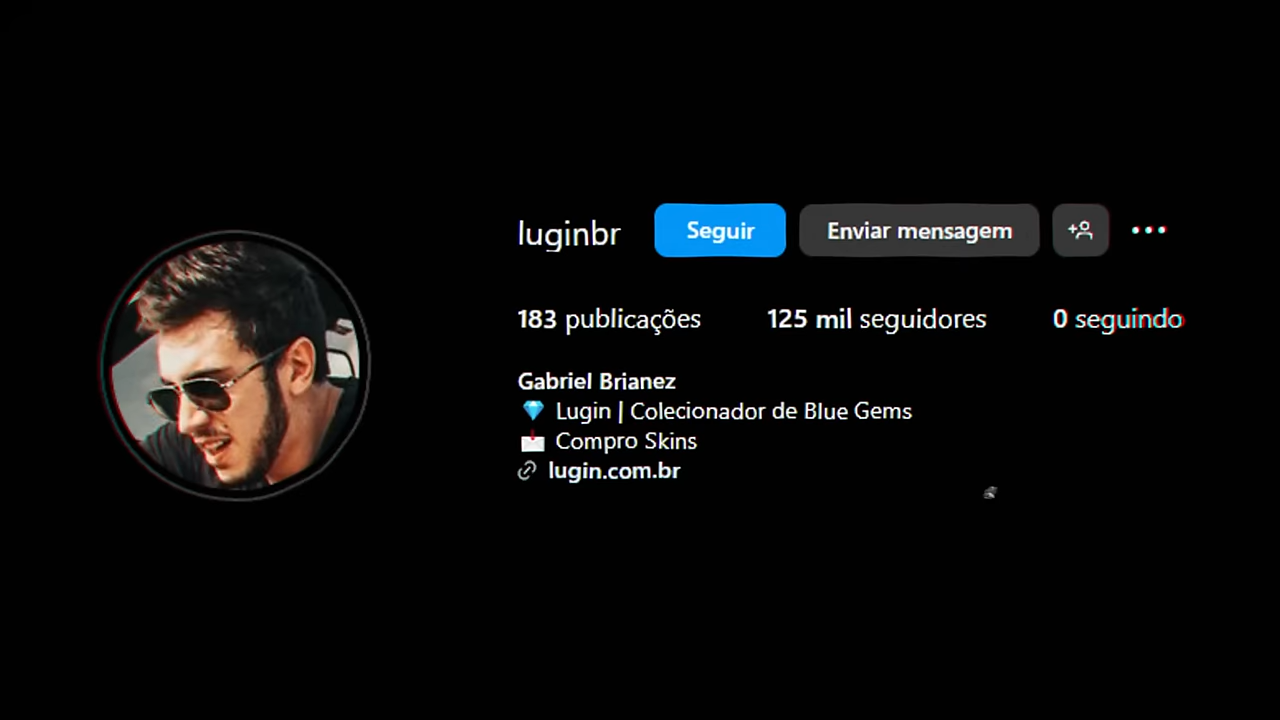 luginbr Seguir Enviar mensagem
183 publicações 125 mil seguidores 0 seguindo
Gabriel Brianez
💎 Lugin | Colecionador de Blue Gems
📩 Compro Skins
lugin.com.br